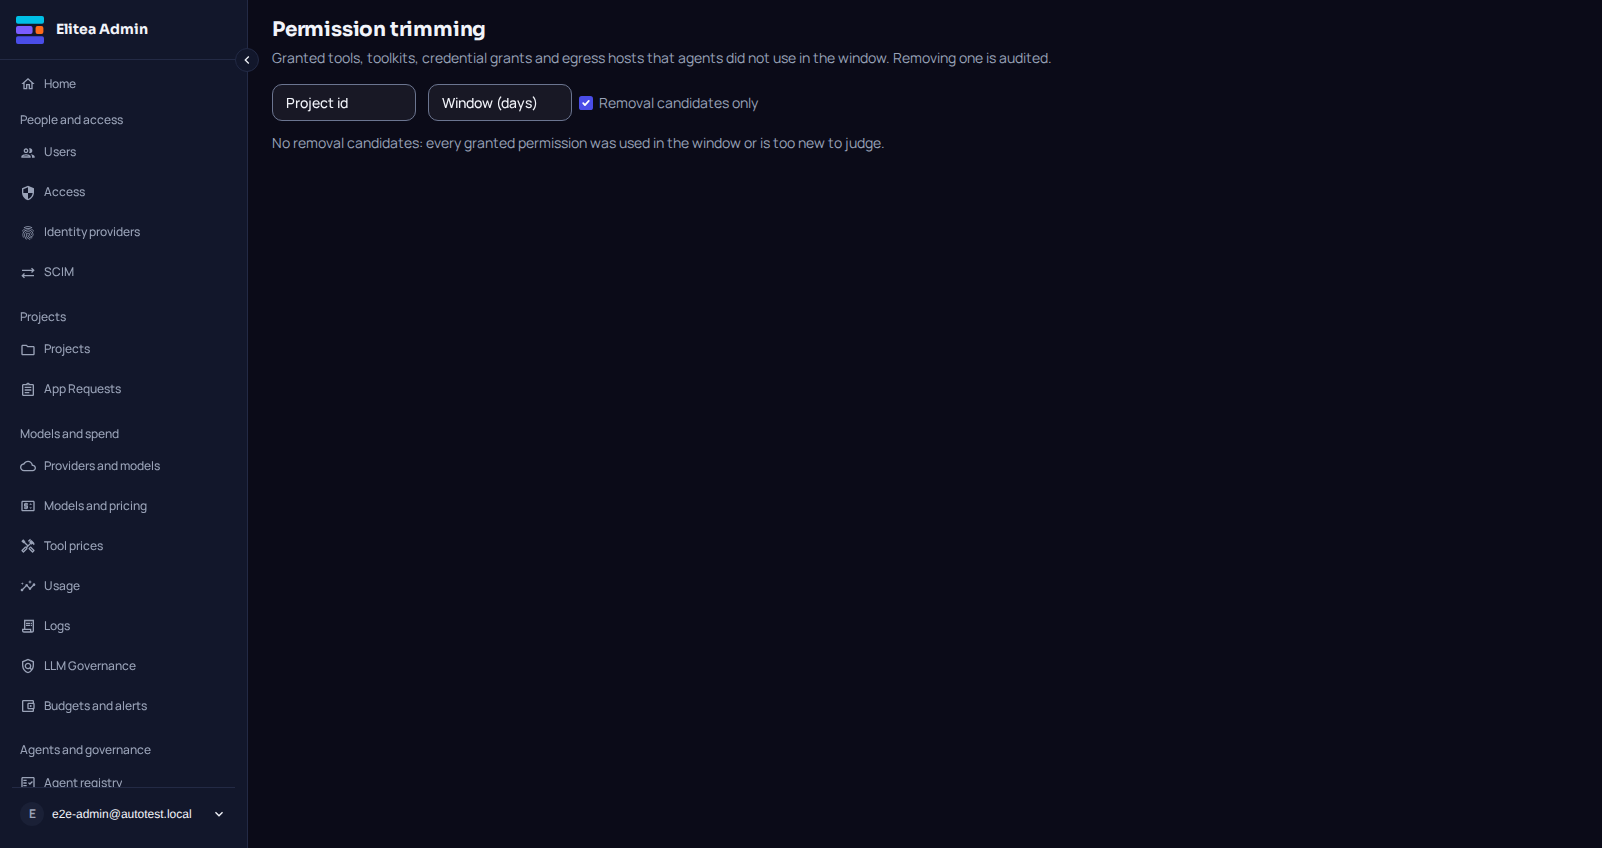 Elitea Admin
Home
People and access
Users
Access
Identity providers
SCIM
Projects
Projects
App Requests
Models and spend
Providers and models
Models and pricing
Tool prices
Usage
Logs
LLM Governance
Budgets and alerts
Agents and governance
Agent registry
E e2e-admin@autotest.local
Permission trimming
Granted tools, toolkits, credential grants and egress hosts that agents did not use in the window. Removing one is audited.
Project id Window (days) Removal candidates only
No removal candidates: every granted permission was used in the window or is too new to judge.